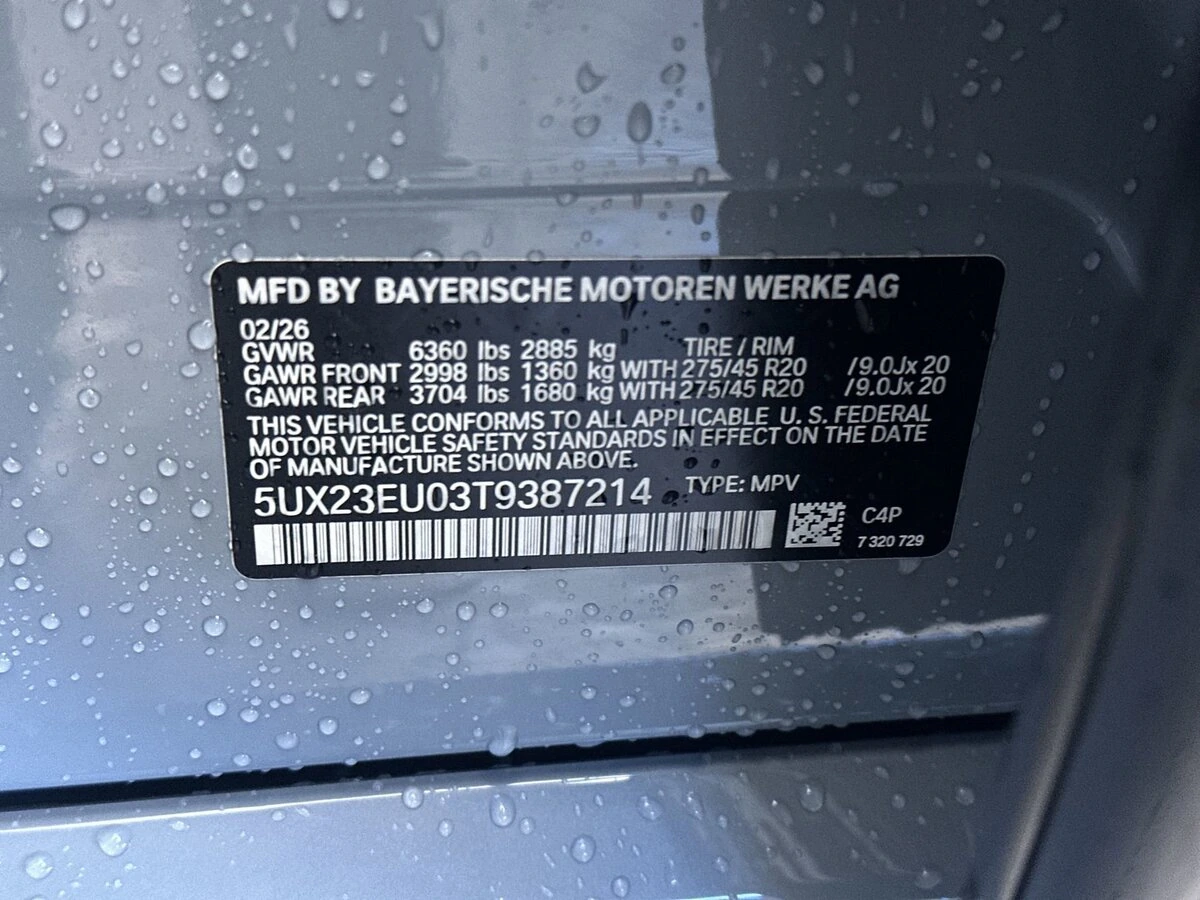 MFD BY BAYERISCHE MOTOREN WERKE AG
02/26
GVWR 6360 lbs 2885 kg TIRE / RIM
GAWR FRONT 2998 lbs 1360 kg WITH 275/45 R20 /9.0Jx 20
GAWR REAR 3704 lbs 1680 kg WITH 275/45 R20 /9.0Jx 20
THIS VEHICLE CONFORMS TO ALL APPLICABLE U. S. FEDERAL
MOTOR VEHICLE SAFETY STANDARDS IN EFFECT ON THE DATE
OF MANUFACTURE SHOWN ABOVE.
5UX23EU03T9387214 TYPE: MPV
C4P
7 320 729